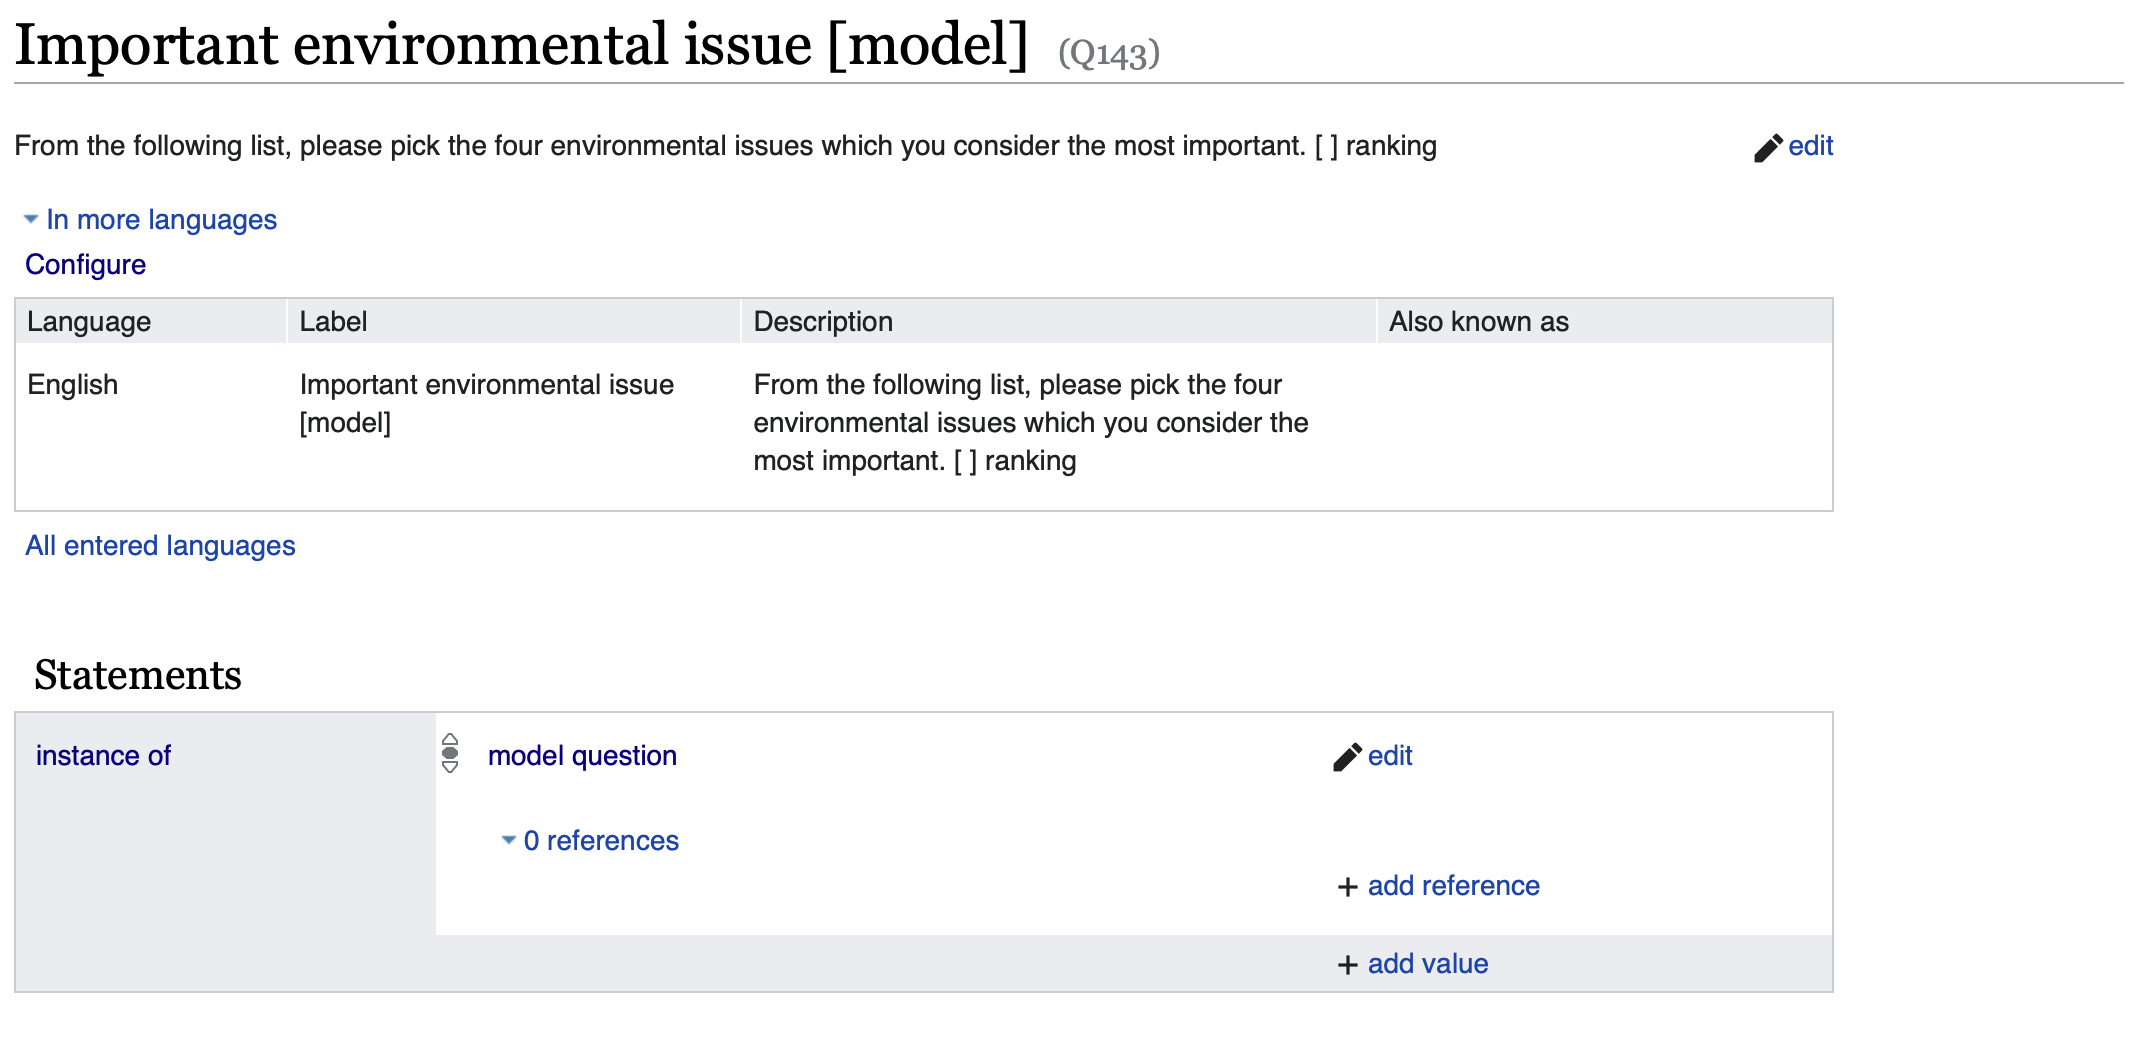 Important environmental issue [model] (Q143)
From the following list, please pick the four environmental issues which you consider the most important. [ ] ranking
edit
In more languages
Configure
Language Label Description Also known as
English Important environmental issue From the following list, please pick the four
[model] environmental issues which you consider the
most important. [ ] ranking
All entered languages
Statements
instance of model question edit
0 references
+ add reference
+ add value